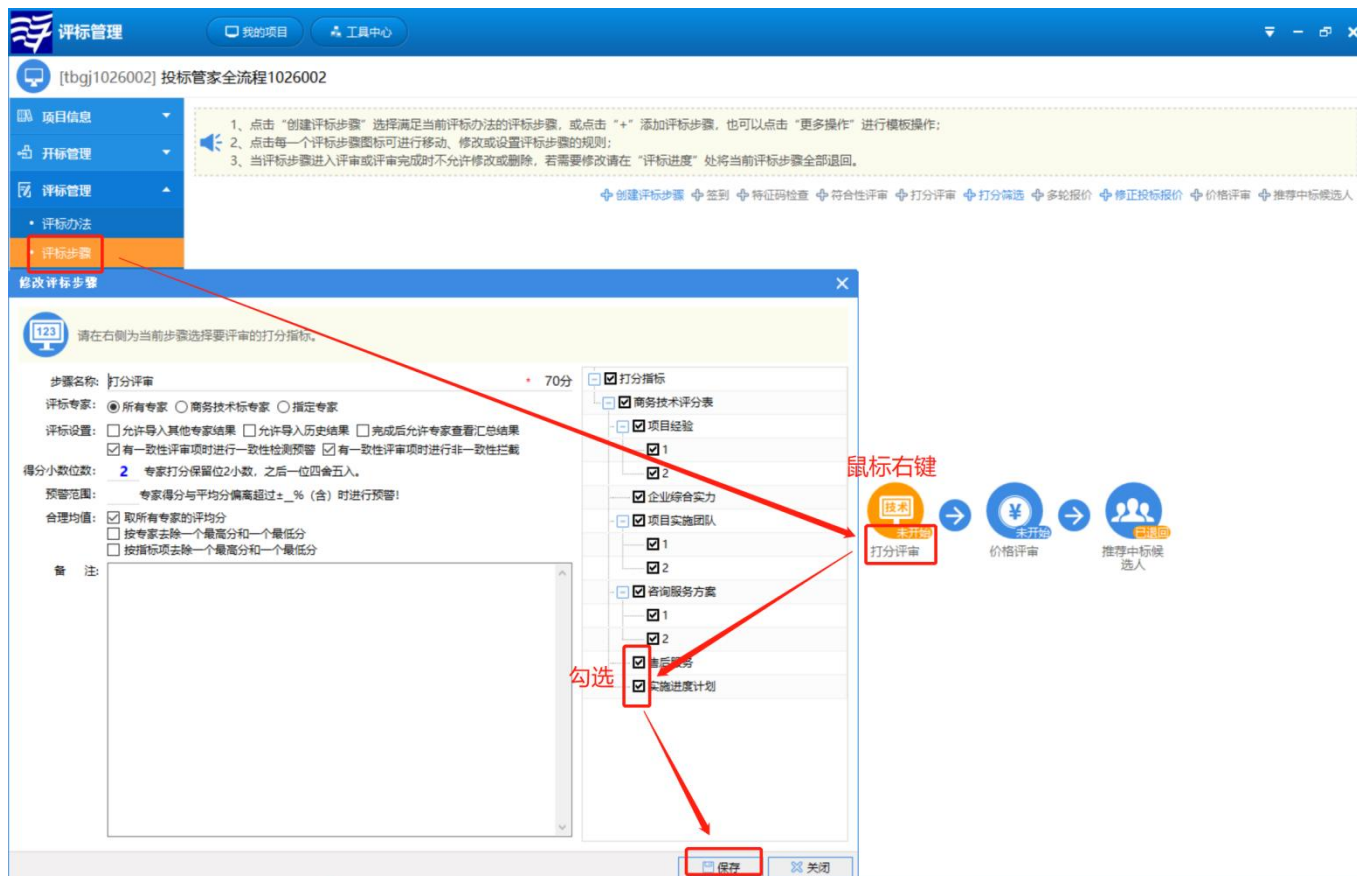 评标管理
我的项目
工具中心
[tbgj1026002] 投标管家全流程1026002
项目信息
开标管理
评标管理
• 评标办法
• 评标步骤
1、点击“创建评标步骤”选择满足当前评标办法的评标步骤，或点击“+”添加评标步骤，也可以点击“更多操作”进行模板操作；
2、点击每一个评标步骤图标可进行移动、修改或设置评标步骤的规则；
3、当评标步骤进入评审或评审完成时不允许修改或删除，若需要修改请在“评标进度”处将当前评标步骤全部退回。
创建评标步骤 签到 特征码检查 符合性评审 打分评审 打分筛选 多轮报价 修正投标报价 价格评审 推荐中标候选人
修改评标步骤
123
请在右侧为当前步骤选择要评审的打分指标。
步骤名称: 打分评审 * 70分
评标专家: 所有专家 商务技术标专家 指定专家
评标设置: 允许导入其他专家结果 允许导入历史结果 完成后允许专家查看汇总结果
有一致性评审项时进行一致性检测预警 有一致性评审项时进行非一致性拦截
得分小数位数: 2 专家打分保留位2小数，之后一位四舍五入。
预警范围: 专家得分与平均分偏离超过±_%（含）时进行预警!
合理均值: 取所有专家的评均分
按专家去除一个最高分和一个最低分
按指标项去除一个最高分和一个最低分
备 注:
打分指标
商务技术评分表
项目经验
1
2
企业综合实力
项目实施团队
1
2
咨询服务方案
1
2
售后服务
实施进度计划
勾选
保存
关闭
鼠标右键
技术
未开始
打分评审
¥
未开始
价格评审
已退回
推荐中标候
选人